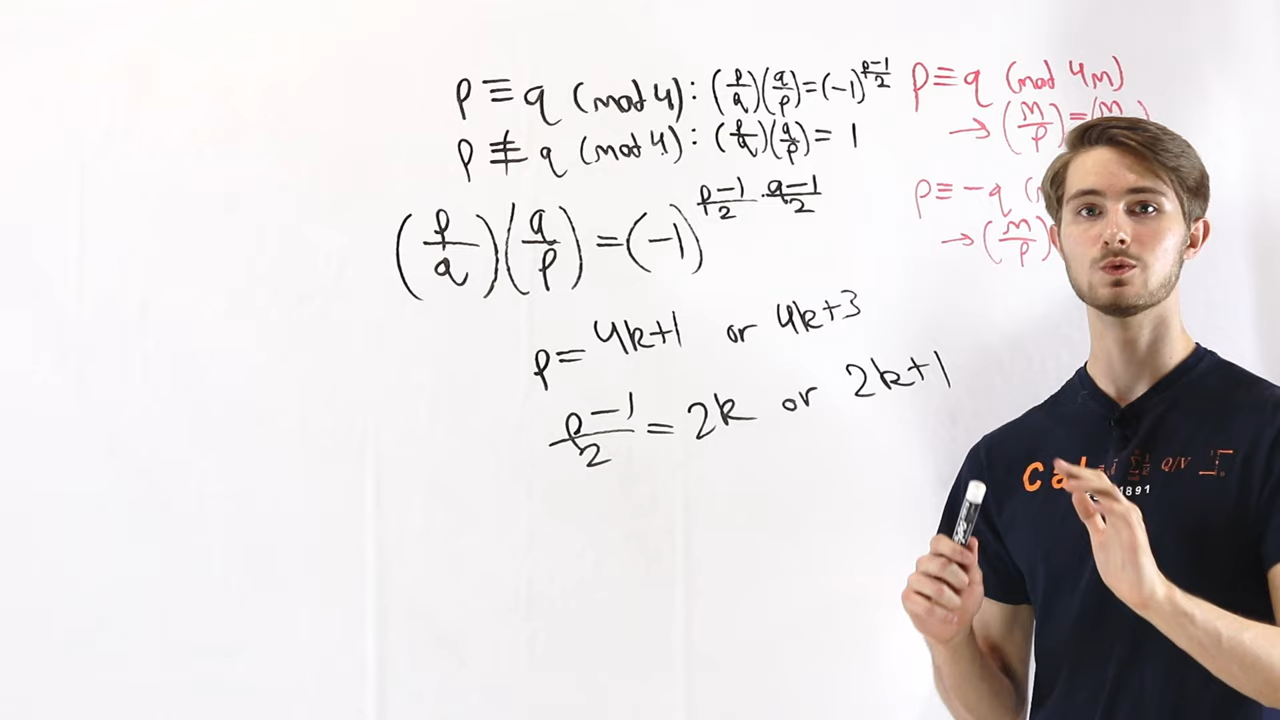 p ≡ q (mod 4): (p/q)(q/p) = (-1)^((p-1)/2)
p ≢ q (mod 4): (p/q)(q/p) = 1
(p/q)(q/p) = (-1)^((p-1)/2 · (q-1)/2)
p = 4k+1 or 4k+3
(p-1)/2 = 2k or 2k+1
p ≡ q (mod 4m)
→ (m/p) = (m
p ≡ -q (
→ (m/p)
Ca
Q/V
1891